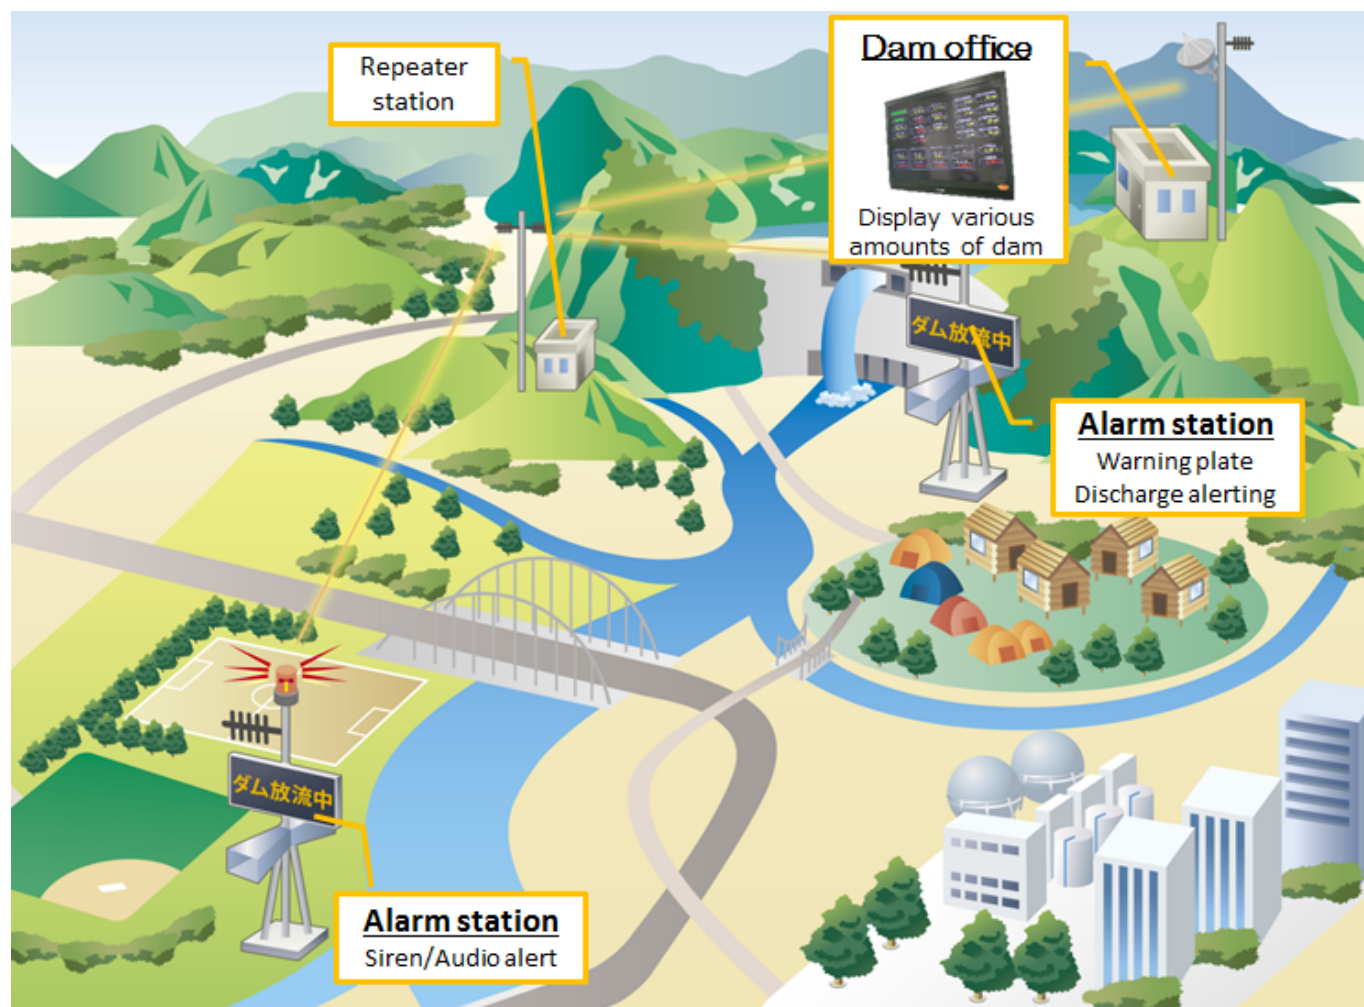 Repeater
station
Dam office
Display various
amounts of dam
ダム放流中
Alarm station
Warning plate
Discharge alerting
ダム放流中
Alarm station
Siren/Audio alert